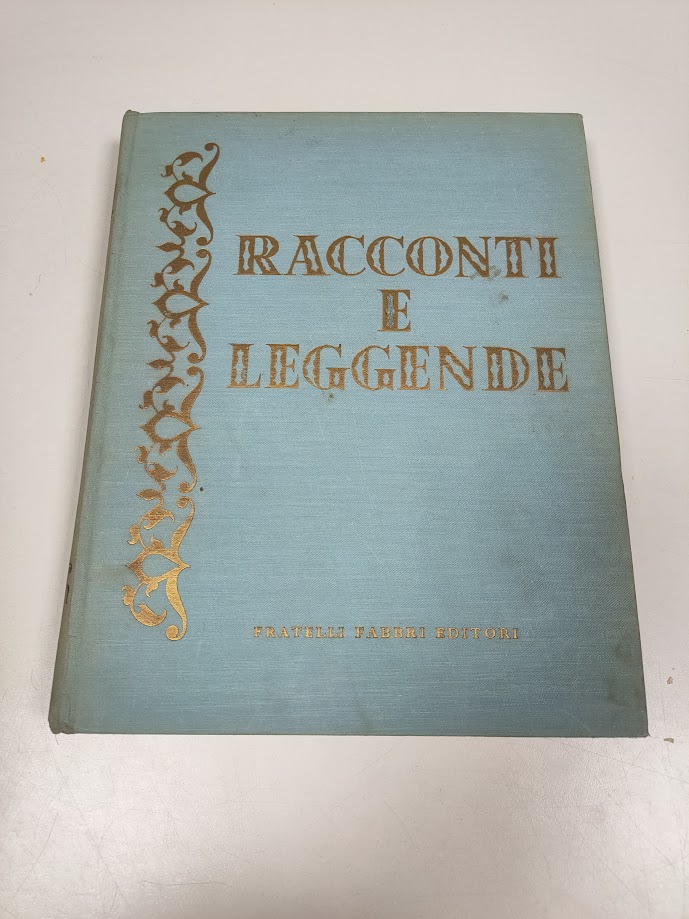 RACCONTI
E
LEGGENDE
FRATELLI FABBRI EDITORI